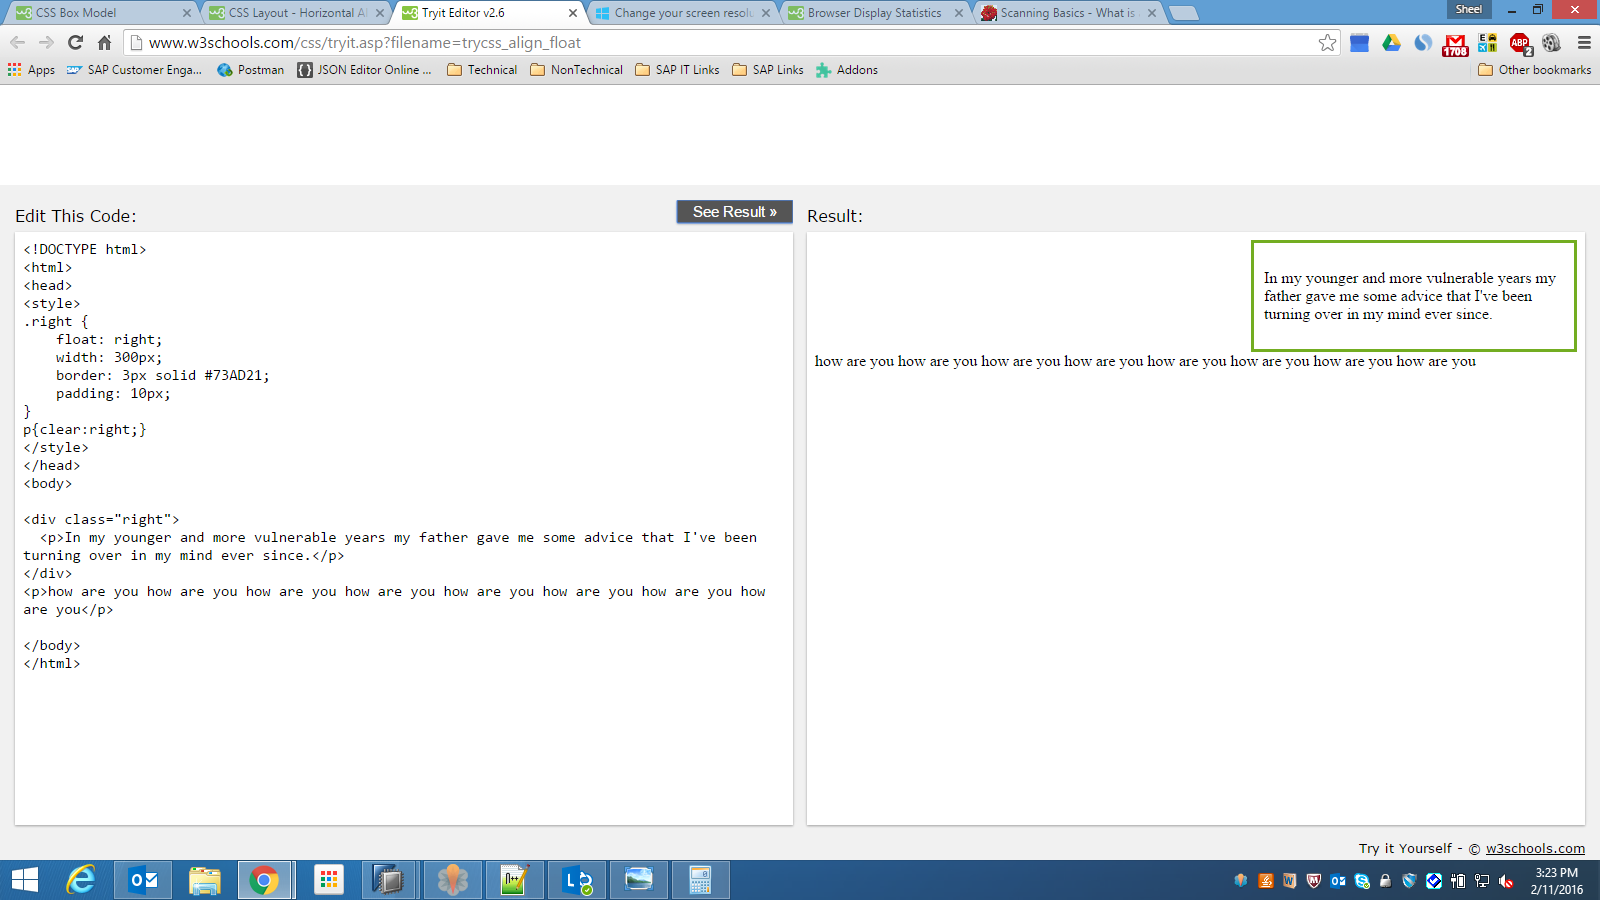 CSS Box Model
CSS Layout - Horizontal Al
Tryit Editor v2.6
Change your screen resolu
Browser Display Statistics
Scanning Basics - What is
Sheel
www.w3schools.com/css/tryit.asp?filename=trycss_align_float
1708
ABP
2
Apps
SAP Customer Enga...
Postman
JSON Editor Online ...
Technical
NonTechnical
SAP IT Links
SAP Links
Addons
Other bookmarks
Edit This Code:
See Result »
Result:
<!DOCTYPE html>
<html>
<head>
<style>
.right {
    float: right;
    width: 300px;
    border: 3px solid #73AD21;
    padding: 10px;
}
p{clear:right;}
</style>
</head>
<body>

<div class="right">
  <p>In my younger and more vulnerable years my father gave me some advice that I've been
turning over in my mind ever since.</p>
</div>
<p>how are you how are you how are you how are you how are you how are you how are you how
are you</p>

</body>
</html>
In my younger and more vulnerable years my
father gave me some advice that I've been
turning over in my mind ever since.
how are you how are you how are you how are you how are you how are you how are you how are you
Try it Yourself - © w3schools.com
3:23 PM
2/11/2016